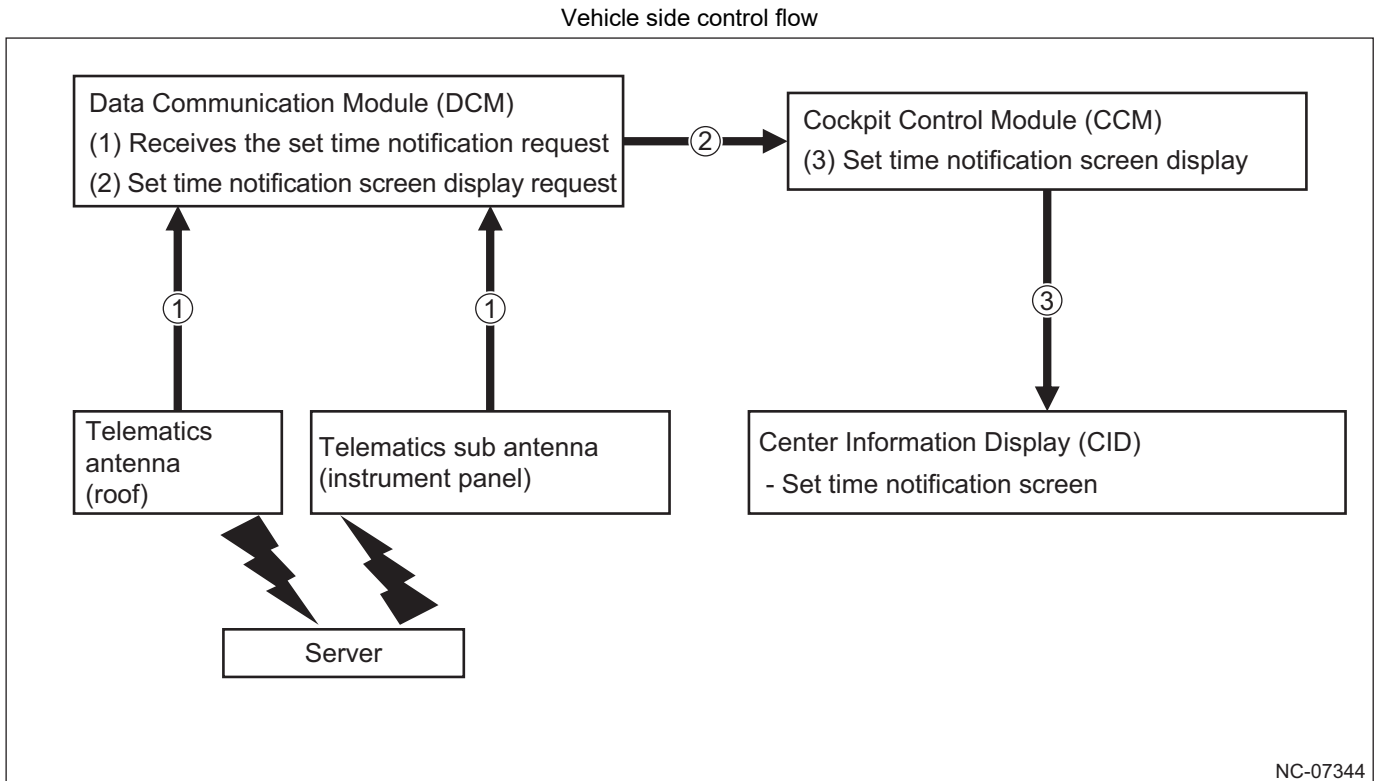 Vehicle side control flow
Data Communication Module (DCM)
(1) Receives the set time notification request
(2) Set time notification screen display request
2
Cockpit Control Module (CCM)
(3) Set time notification screen display
1
1
3
Telematics
antenna
(roof)
Telematics sub antenna
(instrument panel)
Center Information Display (CID)
- Set time notification screen
Server
NC-07344